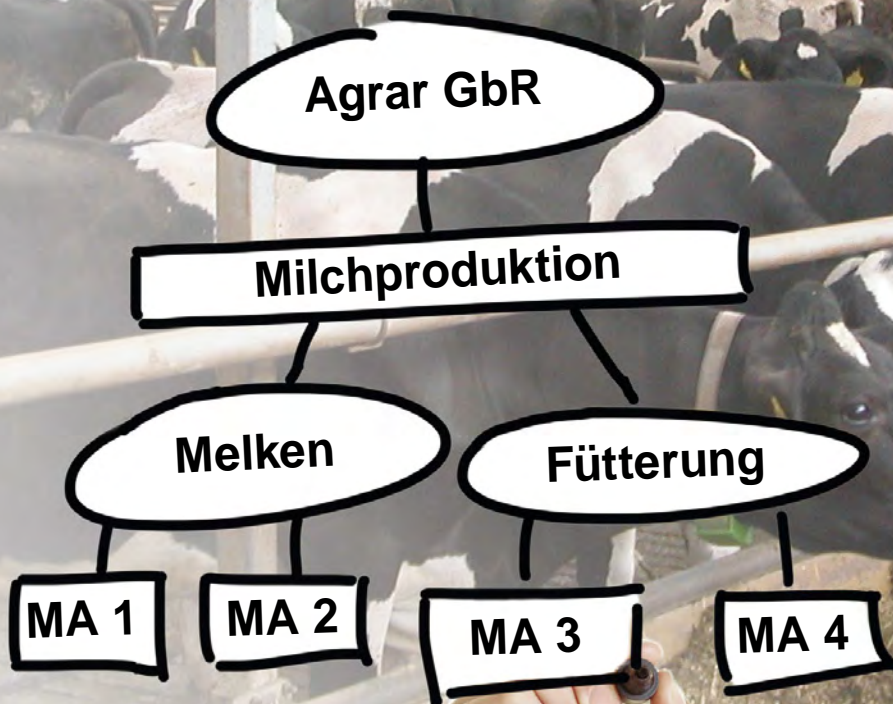 Agrar GbR
Milchproduktion
Melken
Fütterung
MA 1
MA 2
MA 3
MA 4